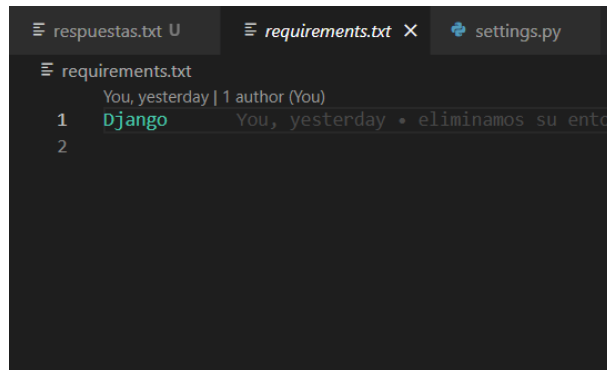 respuestas.txt U
requirements.txt
settings.py
requirements.txt
You, yesterday | 1 author (You)
1 Django You, yesterday • eliminamos su
2